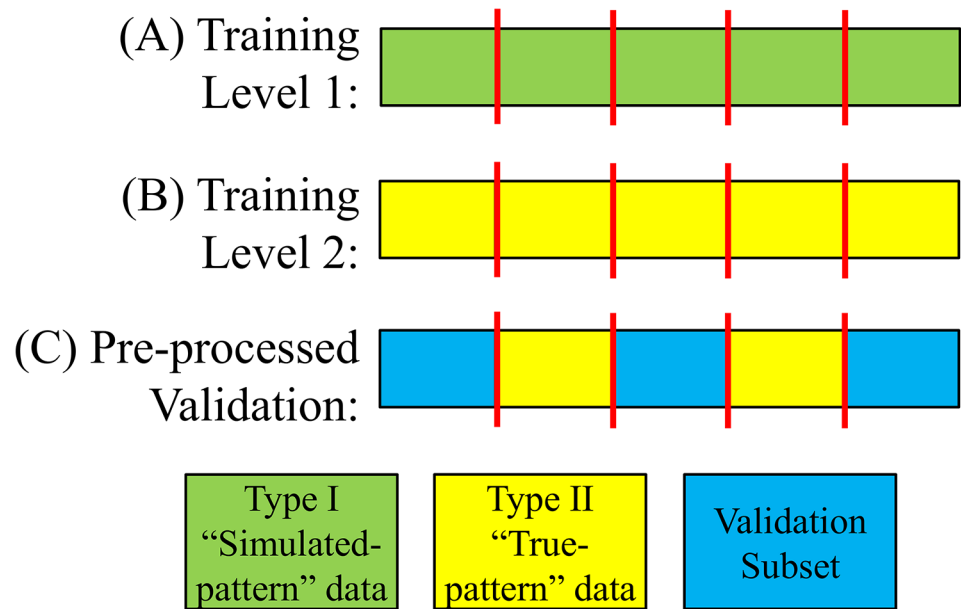 (A) Training
Level 1:
(B) Training
Level 2:
(C) Pre-processed
Validation:
Type I
“Simulated-
pattern” data
Type II
“True-
pattern” data
Validation
Subset